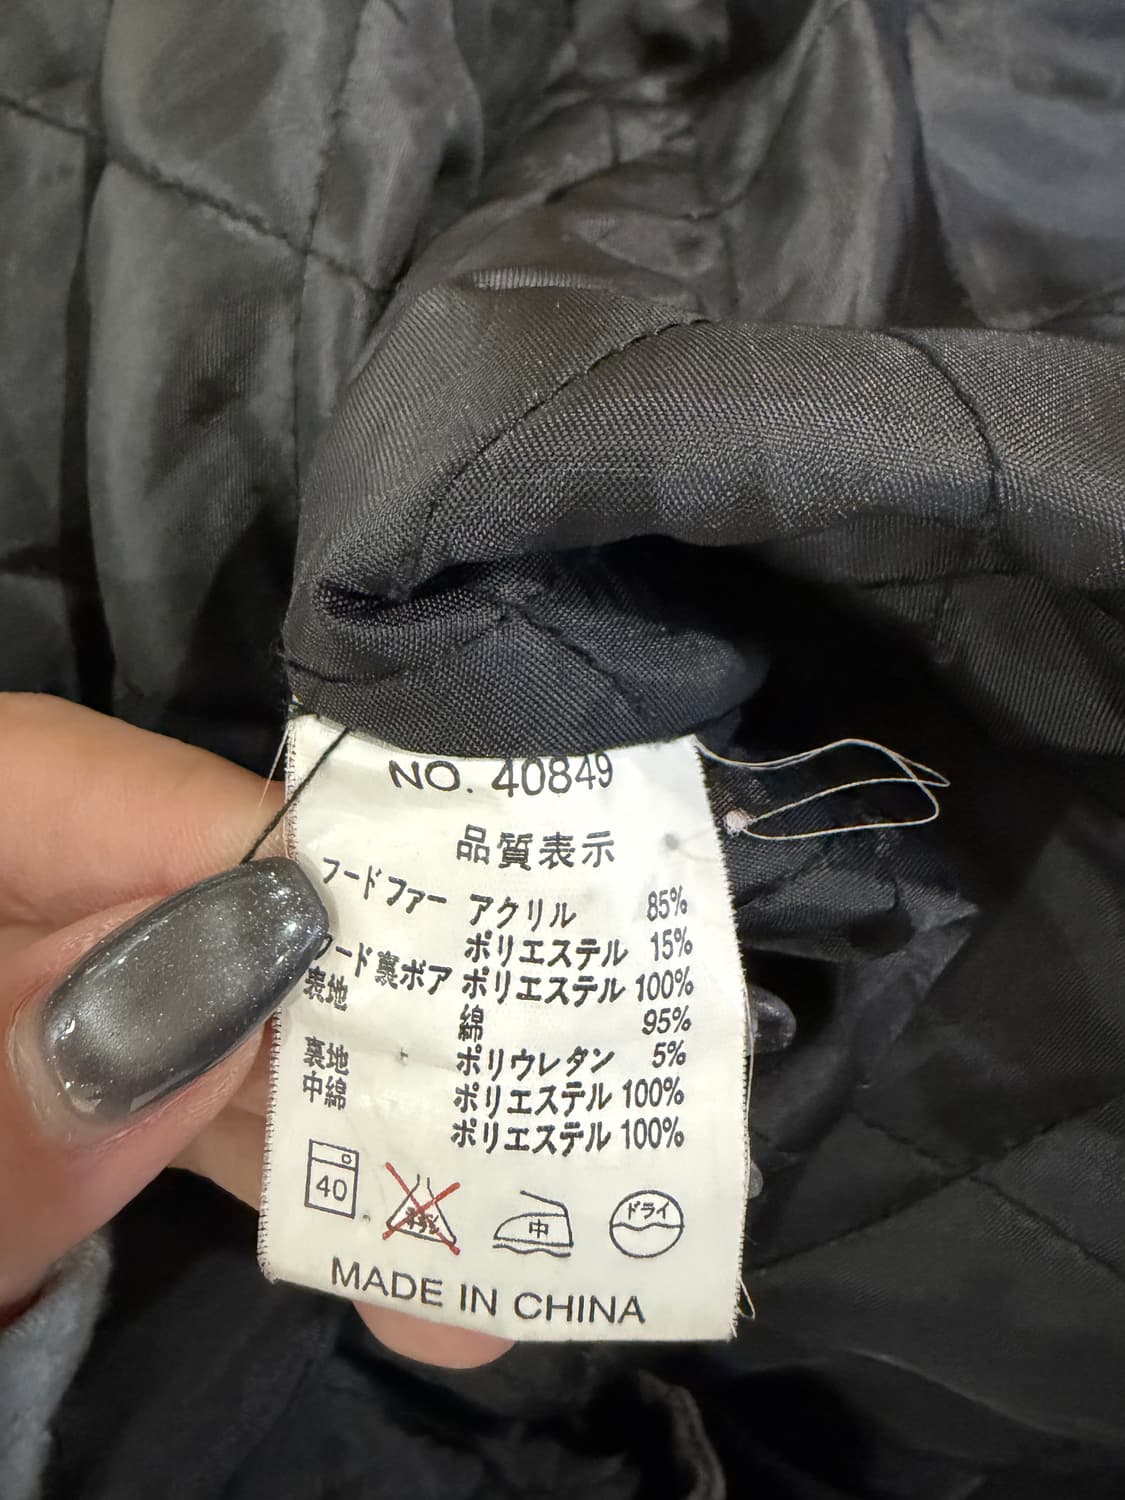 NO. 40849
品質表示
フードファー アクリル 85%
ポリエステル 15%
ード裏ボア ポリエステル 100%
表地 綿 95%
ポリウレタン 5%
裏地 ポリエステル 100%
中綿 ポリエステル 100%
40 中 ドライ
MADE IN CHINA